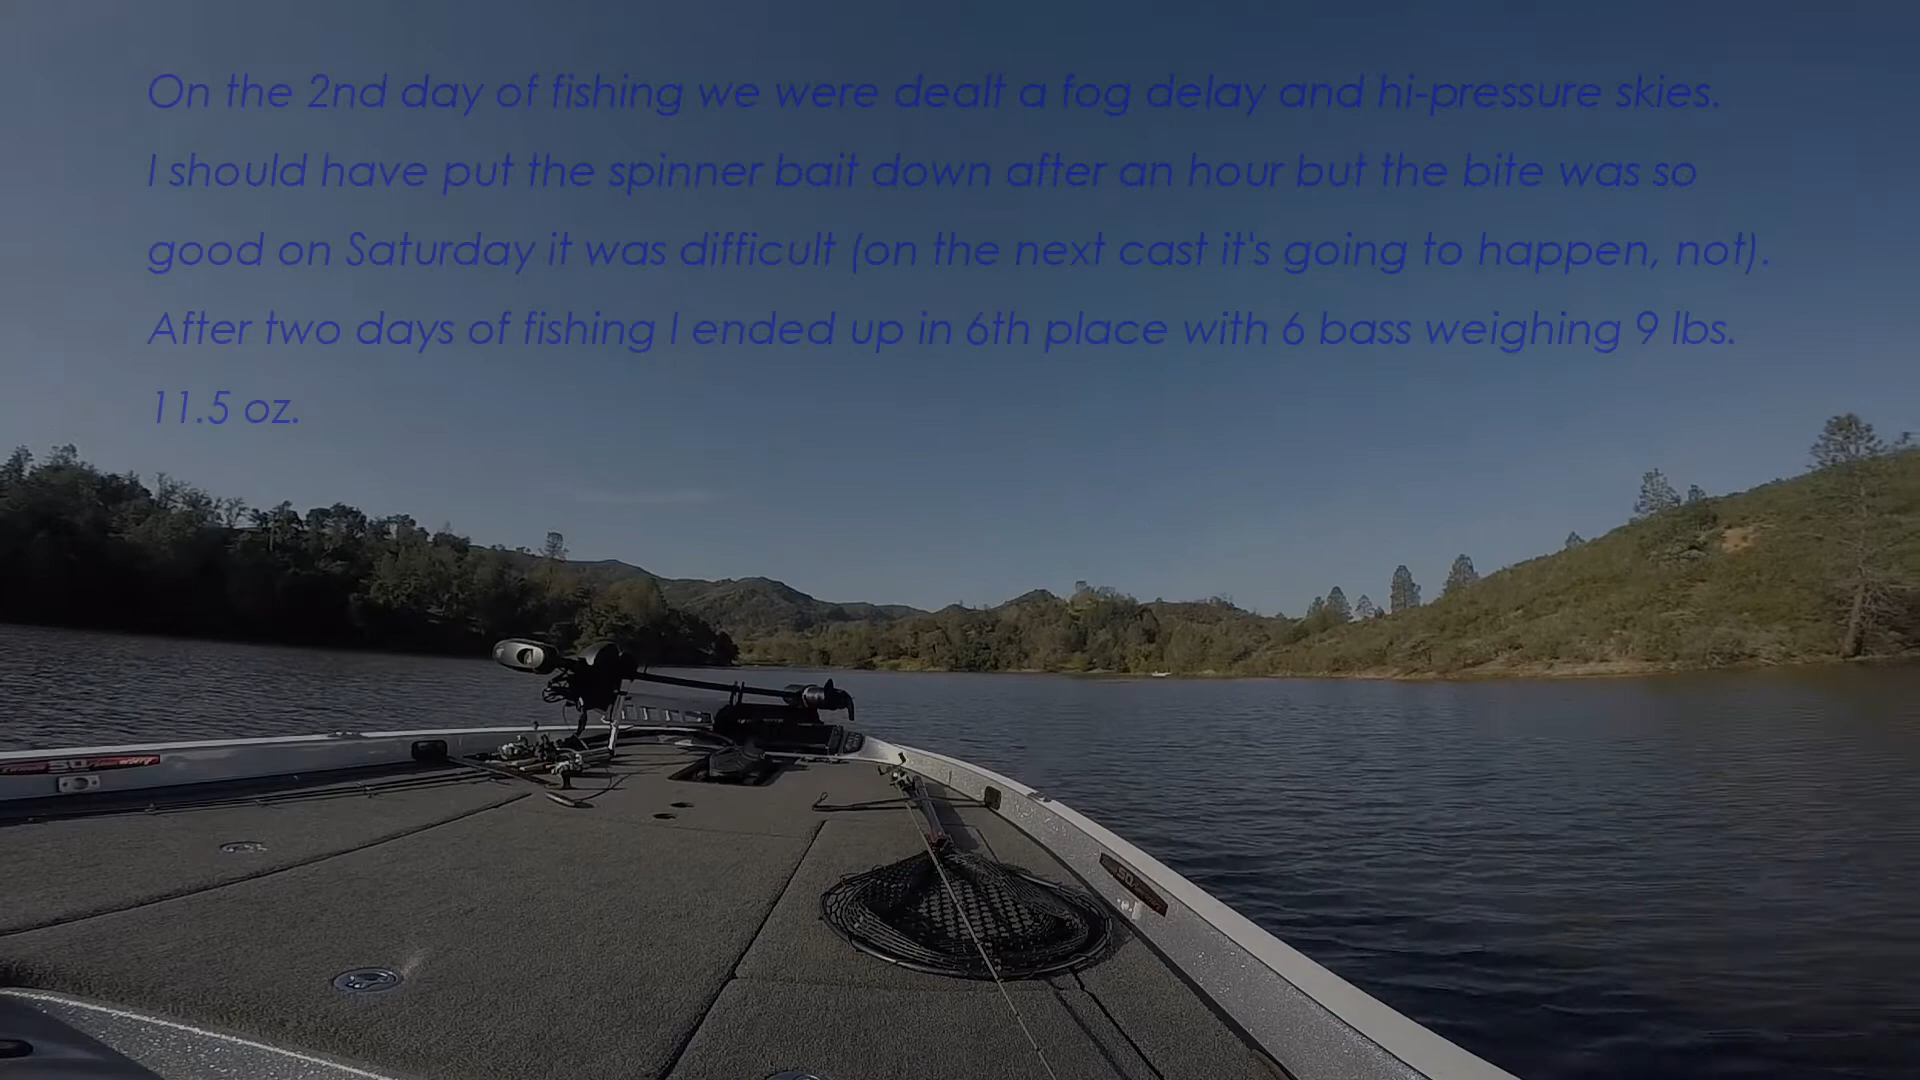 On the 2nd day of fishing we were dealt a fog delay and hi-pressure skies.
I should have put the spinner bait down after an hour but the bite was so
good on Saturday it was difficult (on the next cast it's going to happen, not).
After two days of fishing I ended up in 6th place with 6 bass weighing 9 lbs.
11.5 oz.